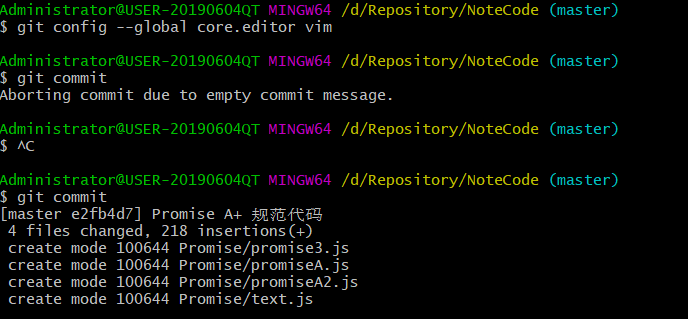 Administrator@USER-20190604QT MINGW64 /d/Repository/NoteCode (master)
$ git config --global core.editor vim
Administrator@USER-20190604QT MINGW64 /d/Repository/NoteCode (master)
$ git commit
Aborting commit due to empty commit message.
Administrator@USER-20190604QT MINGW64 /d/Repository/NoteCode (master)
$ ^C
Administrator@USER-20190604QT MINGW64 /d/Repository/NoteCode (master)
$ git commit
[master e2fb4d7] Promise A+ 规范代码
 4 files changed, 218 insertions(+)
 create mode 100644 Promise/promise3.js
 create mode 100644 Promise/promiseA.js
 create mode 100644 Promise/promiseA2.js
 create mode 100644 Promise/text.js